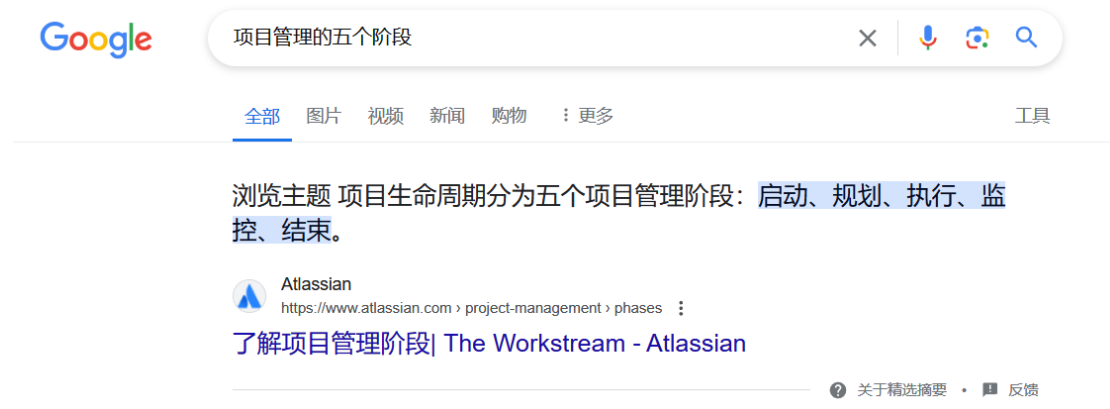 Google
项目管理的五个阶段
全部 图片 视频 新闻 购物 更多 工具
浏览主题 项目生命周期分为五个项目管理阶段：启动、规划、执行、监
控、结束。
Atlassian
https://www.atlassian.com › project-management › phases
了解项目管理阶段| The Workstream - Atlassian
关于精选摘要 • 反馈